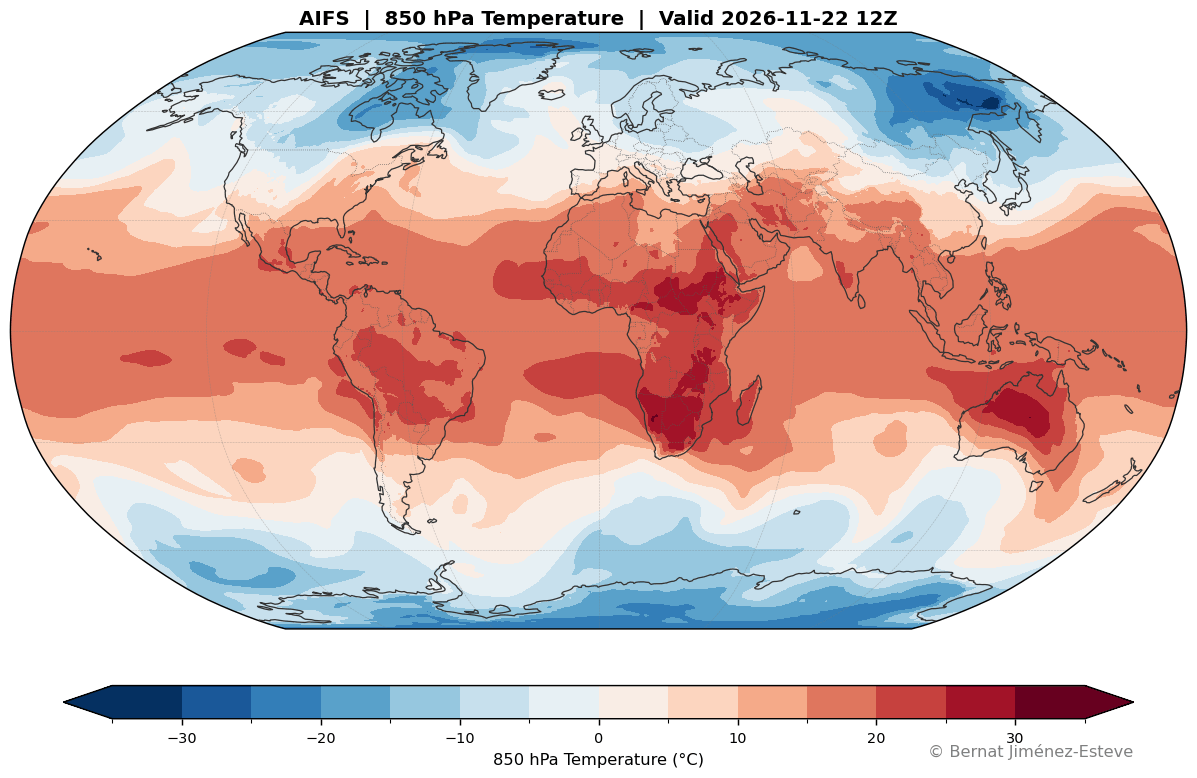 AIFS | 850 hPa Temperature | Valid 2026-11-22 12Z
−30 −20 −10 0 10 20 30
850 hPa Temperature (°C)
© Bernat Jiménez-Esteve